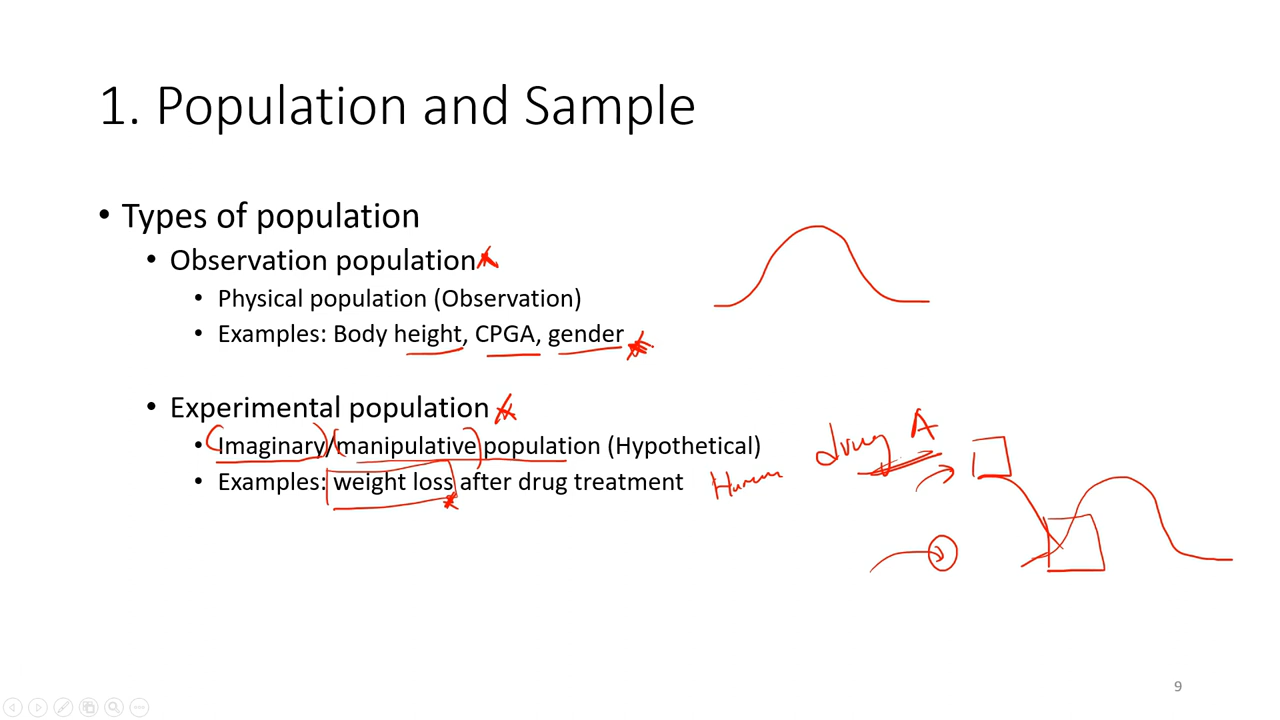 1. Population and Sample
• Types of population
• Observation population
• Physical population (Observation)
• Examples: Body height, CPGA, gender
• Experimental population
• Imaginary/manipulative population (Hypothetical)
• Examples: weight loss after drug treatment
Human
drug A
9